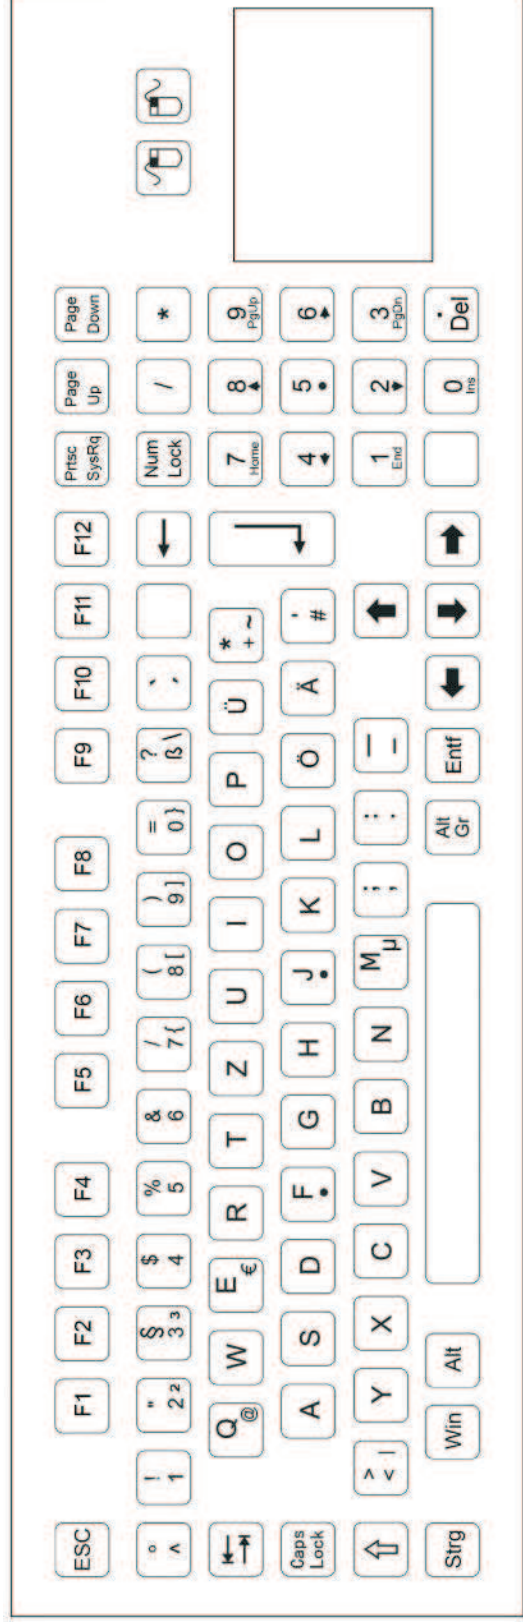 ESC F1 F2 F3 F4 F5 F6 F7 F8 F9 F10 F11 F12 Prtsc SysRq Page Up Page Down
° ^ ! 1 " 2 ² § 3 ³ $ 4 % 5 & 6 / 7 { ( 8 [ ) 9 ] = 0 } ? ß \ ` ´ Num Lock / *
Q @ W E € R T Z U I O P Ü * + ~ 7 Home 8 9 PgUp
Caps Lock A S D F G H J K L Ö Ä ' # 4 5 6
> < | Y X C V B N M µ ; , : . _ – 1 End 2 3 PgDn
Strg Win Alt Alt Gr Entf 0 Ins . Del